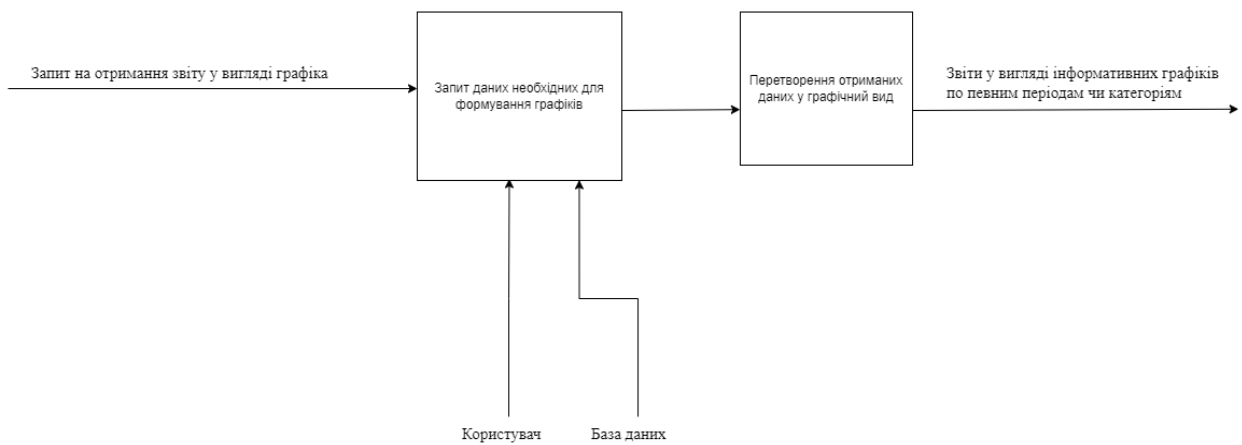 Запит на отримання звіту у вигляді графіка
Запит даних необхідних для
формування графіків
Перетворення отриманих
даних у графічний вид
Звіти у вигляді інформативних графіків
по певним періодам чи категоріям
Користувач
База даних